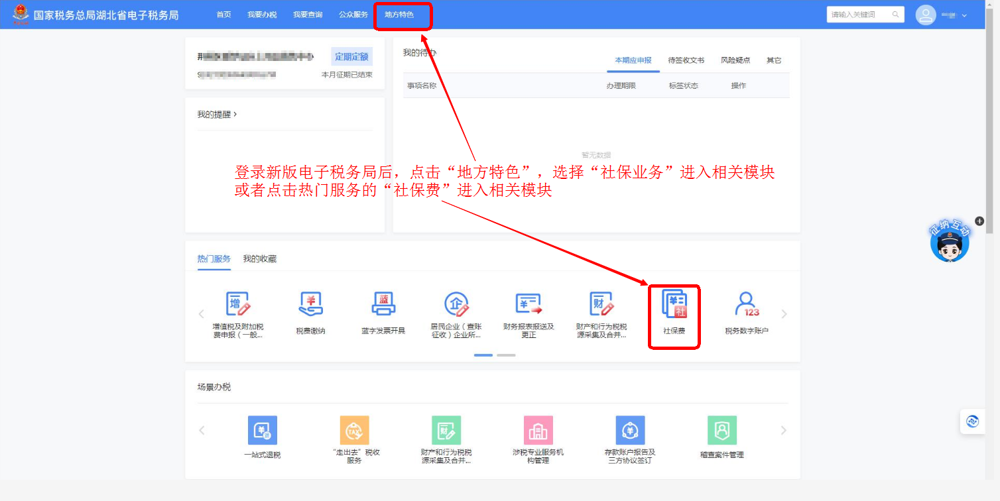 国家税务总局湖北省电子税务局
首页 我要办税 我要查询 公众服务 地方特色
请输入关键词
定期定额
本月征期已结束
我的待办
本期应申报 待签收文书 风险疑点 其它
事项名称 办理期限 标签状态 操作
暂无数据
我的提醒 >
登录新版电子税务局后，点击“地方特色”，选择“社保业务”进入相关模块
或者点击热门服务的“社保费”进入相关模块
征纳互动
热门服务 我的收藏
增
增值税及附加税
费申报（一般...
税费缴纳
蓝
蓝字发票开具
企
居民企业（查账
征收）企业所...
财务报表报送及
更正
财
财产和行为税税
源采集及合并...
社
社保费
123
税务数字账户
场景办税
一站式退税
TAX
“走出去”税收
服务
财
财产和行为税税
源采集及合并...
涉税专业服务机
构管理
存款账户报告及
三方协议签订
稽查案件管理